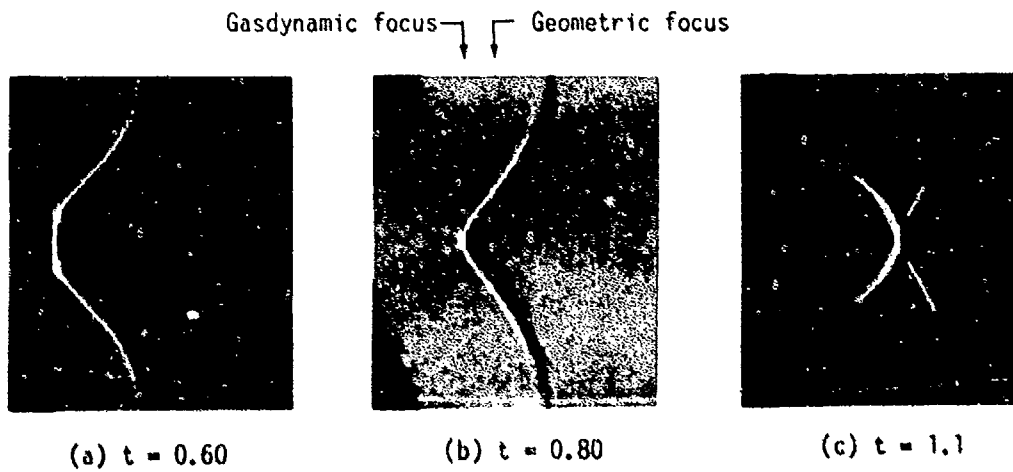 Gasdynamic focus Geometric focus
(a) t = 0.60
(b) t = 0.80
(c) t = 1.1